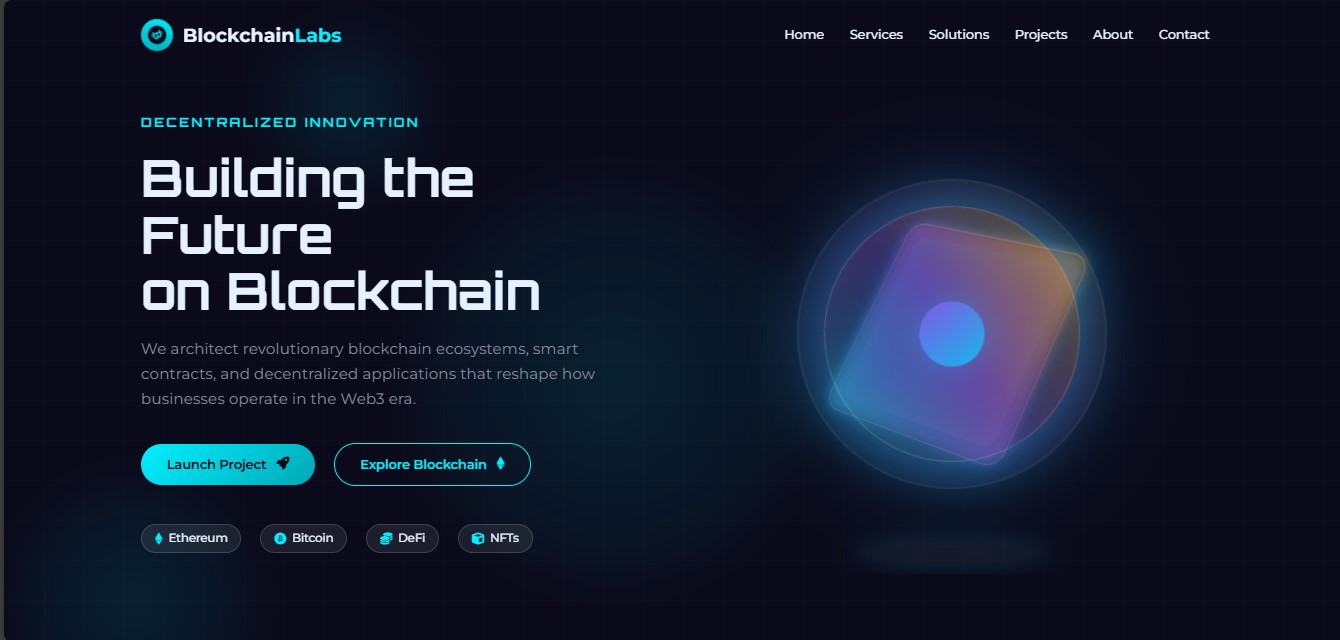 BlockchainLabs
Home Services Solutions Projects About Contact
DECENTRALIZED INNOVATION
Building the
Future
on Blockchain
We architect revolutionary blockchain ecosystems, smart
contracts, and decentralized applications that reshape how
businesses operate in the Web3 era.
Launch Project Explore Blockchain
Ethereum Bitcoin DeFi NFTs